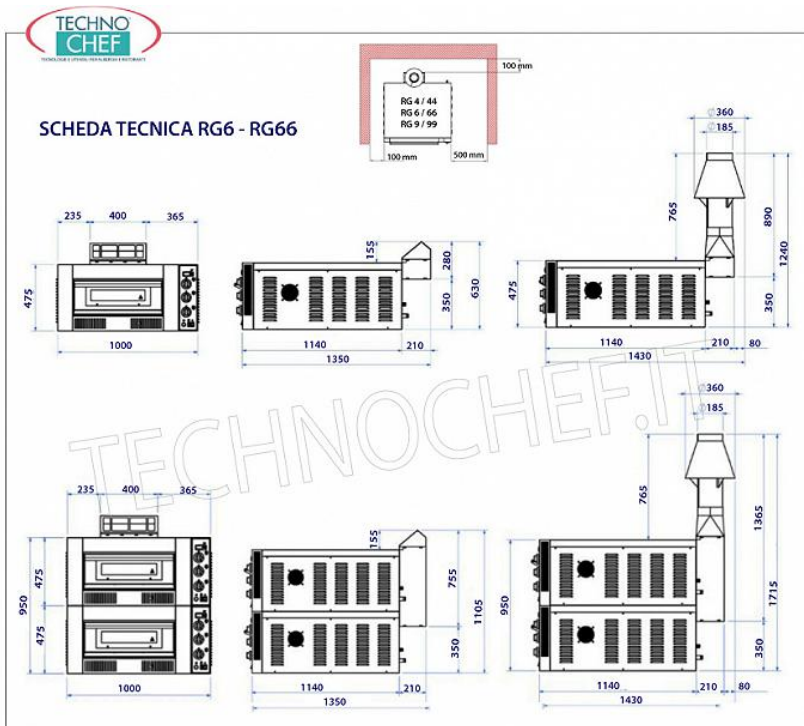 TECHNO
CHEF
TECNOLOGIE E UTENSILI PER ALBERGHI E RISTORANTI
SCHEDA TECNICA RG6 - RG66
100 mm
RG 4 / 44
RG 6 / 66
RG 9 / 99
100 mm
500 mm
235
400
365
475
1000
155
280
350
630
1140
210
1350
Ø360
Ø185
765
890
1240
475
350
1140
210
80
1430
TECHNOCHEF.IT
235
400
365
950
475
475
1000
155
755
350
1105
1140
210
1350
Ø360
Ø185
765
1365
1715
950
350
1140
210
80
1430